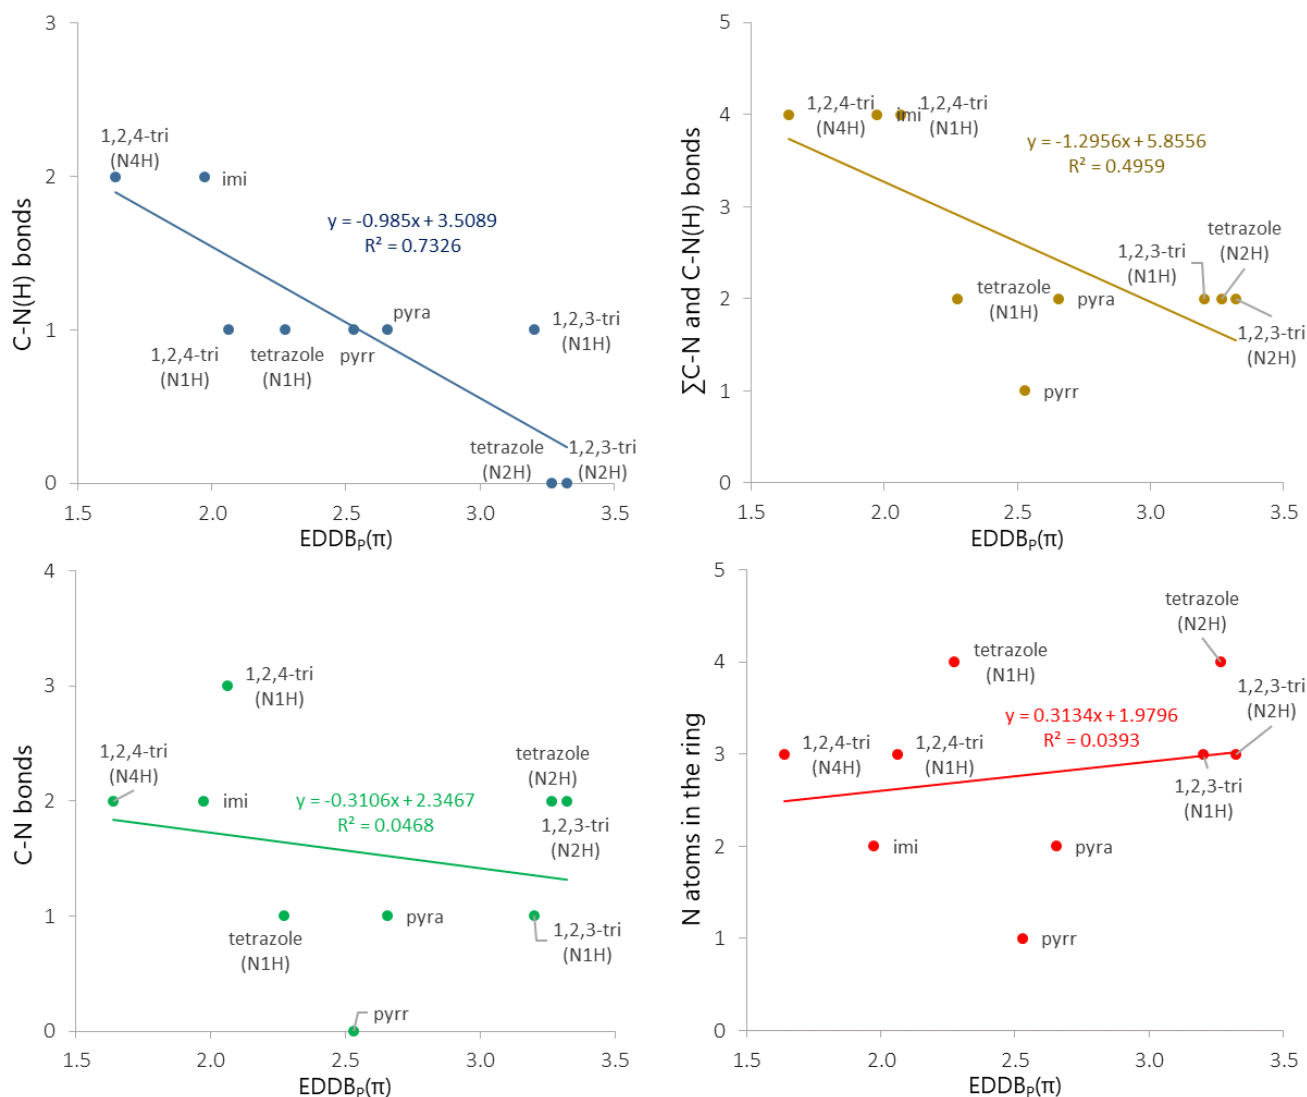 3
2
1
0
C-N(H) bonds
1,2,4-tri
(N4H)
imi
y = -0.985x + 3.5089
R² = 0.7326
pyra
1,2,3-tri
(N1H)
1,2,4-tri
(N1H)
tetrazole
(N1H)
pyrr
tetrazole
(N2H)
1,2,3-tri
(N2H)
1.5 2.0 2.5 3.0 3.5
EDDBP(π)
5
4
3
2
1
0
∑C-N and C-N(H) bonds
1,2,4-tri
(N4H)
imi
1,2,4-tri
(N1H)
y = -1.2956x + 5.8556
R² = 0.4959
tetrazole
(N2H)
1,2,3-tri
(N1H)
tetrazole
(N1H)
pyra
1,2,3-tri
(N2H)
pyrr
1.5 2.0 2.5 3.0 3.5
EDDBP(π)
4
3
2
1
0
C-N bonds
1,2,4-tri
(N1H)
1,2,4-tri
(N4H)
imi
tetrazole
(N2H)
y = -0.3106x + 2.3467
R² = 0.0468
1,2,3-tri
(N2H)
tetrazole
(N1H)
pyra
1,2,3-tri
(N1H)
pyrr
1.5 2.0 2.5 3.0 3.5
EDDBP(π)
5
4
3
2
1
0
N atoms in the ring
tetrazole
(N2H)
tetrazole
(N1H)
1,2,3-tri
(N2H)
y = 0.3134x + 1.9796
R² = 0.0393
1,2,4-tri
(N4H)
1,2,4-tri
(N1H)
1,2,3-tri
(N1H)
imi
pyra
pyrr
1.5 2.0 2.5 3.0 3.5
EDDBP(π)